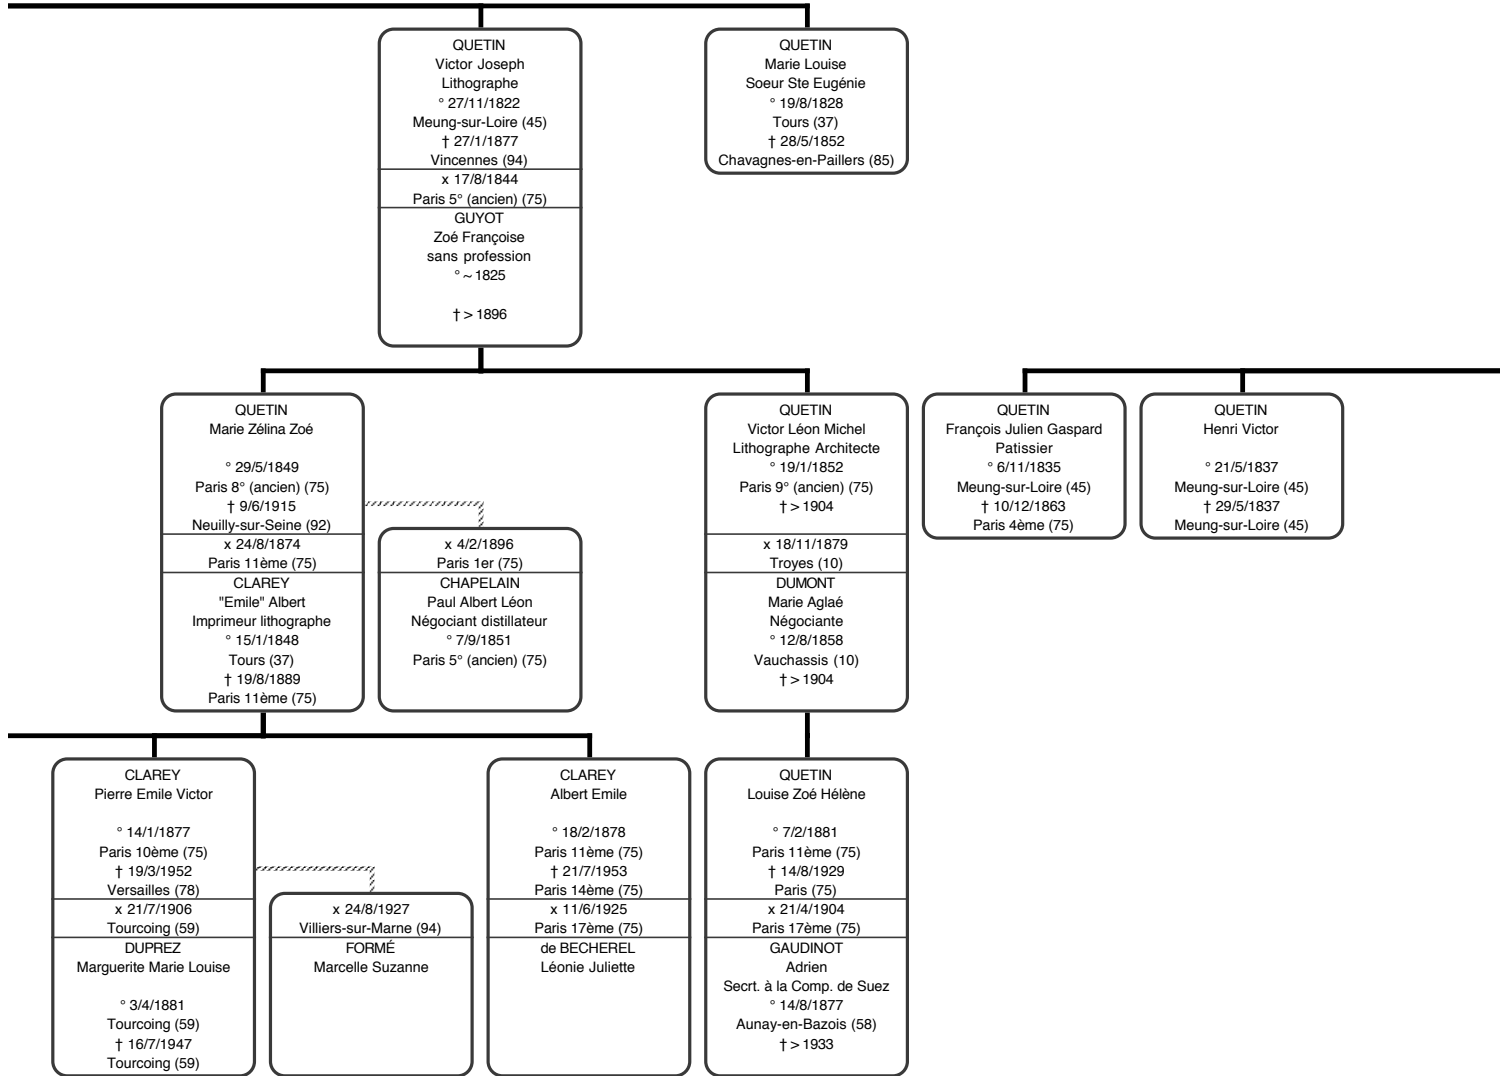 QUETIN
Victor Joseph
Lithographe
° 27/11/1822
Meung-sur-Loire (45)
† 27/1/1877
Vincennes (94)
x 17/8/1844
Paris 5° (ancien) (75)
GUYOT
Zoé Françoise
sans profession
° ~ 1825
† > 1896
QUETIN
Marie Louise
Soeur Ste Eugénie
° 19/8/1828
Tours (37)
† 28/5/1852
Chavagnes-en-Paillers (85)
QUETIN
Marie Zélina Zoé
° 29/5/1849
Paris 8° (ancien) (75)
† 9/6/1915
Neuilly-sur-Seine (92)
x 24/8/1874
Paris 11ème (75)
CLAREY
"Emile" Albert
Imprimeur lithographe
° 15/1/1848
Tours (37)
† 19/8/1889
Paris 11ème (75)
x 4/2/1896
Paris 1er (75)
CHAPELAIN
Paul Albert Léon
Négociant distillateur
° 7/9/1851
Paris 5° (ancien) (75)
QUETIN
Victor Léon Michel
Lithographe Architecte
° 19/1/1852
Paris 9° (ancien) (75)
† > 1904
x 18/11/1879
Troyes (10)
DUMONT
Marie Aglaé
Négociante
° 12/8/1858
Vauchassis (10)
† > 1904
QUETIN
François Julien Gaspard
Patissier
° 6/11/1835
Meung-sur-Loire (45)
† 10/12/1863
Paris 4ème (75)
QUETIN
Henri Victor
° 21/5/1837
Meung-sur-Loire (45)
† 29/5/1837
Meung-sur-Loire (45)
CLAREY
Pierre Emile Victor
° 14/1/1877
Paris 10ème (75)
† 19/3/1952
Versailles (78)
x 21/7/1906
Tourcoing (59)
DUPREZ
Marguerite Marie Louise
° 3/4/1881
Tourcoing (59)
† 16/7/1947
Tourcoing (59)
x 24/8/1927
Villiers-sur-Marne (94)
FORMÉ
Marcelle Suzanne
CLAREY
Albert Emile
° 18/2/1878
Paris 11ème (75)
† 21/7/1953
Paris 14ème (75)
x 11/6/1925
Paris 17ème (75)
de BECHEREL
Léonie Juliette
QUETIN
Louise Zoé Hélène
° 7/2/1881
Paris 11ème (75)
† 14/8/1929
Paris (75)
x 21/4/1904
Paris 17ème (75)
GAUDINOT
Adrien
Secrt. à la Comp. de Suez
° 14/8/1877
Aunay-en-Bazois (58)
† > 1933